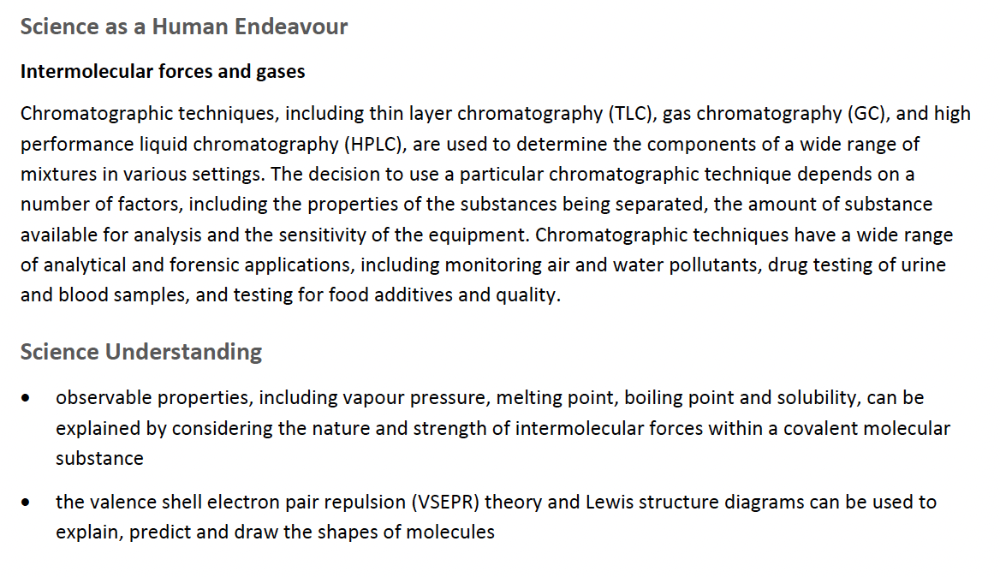 Science as a Human Endeavour
Intermolecular forces and gases
Chromatographic techniques, including thin layer chromatography (TLC), gas chromatography (GC), and high
performance liquid chromatography (HPLC), are used to determine the components of a wide range of
mixtures in various settings. The decision to use a particular chromatographic technique depends on a
number of factors, including the properties of the substances being separated, the amount of substance
available for analysis and the sensitivity of the equipment. Chromatographic techniques have a wide range
of analytical and forensic applications, including monitoring air and water pollutants, drug testing of urine
and blood samples, and testing for food additives and quality.
Science Understanding
• observable properties, including vapour pressure, melting point, boiling point and solubility, can be
explained by considering the nature and strength of intermolecular forces within a covalent molecular
substance
• the valence shell electron pair repulsion (VSEPR) theory and Lewis structure diagrams can be used to
explain, predict and draw the shapes of molecules